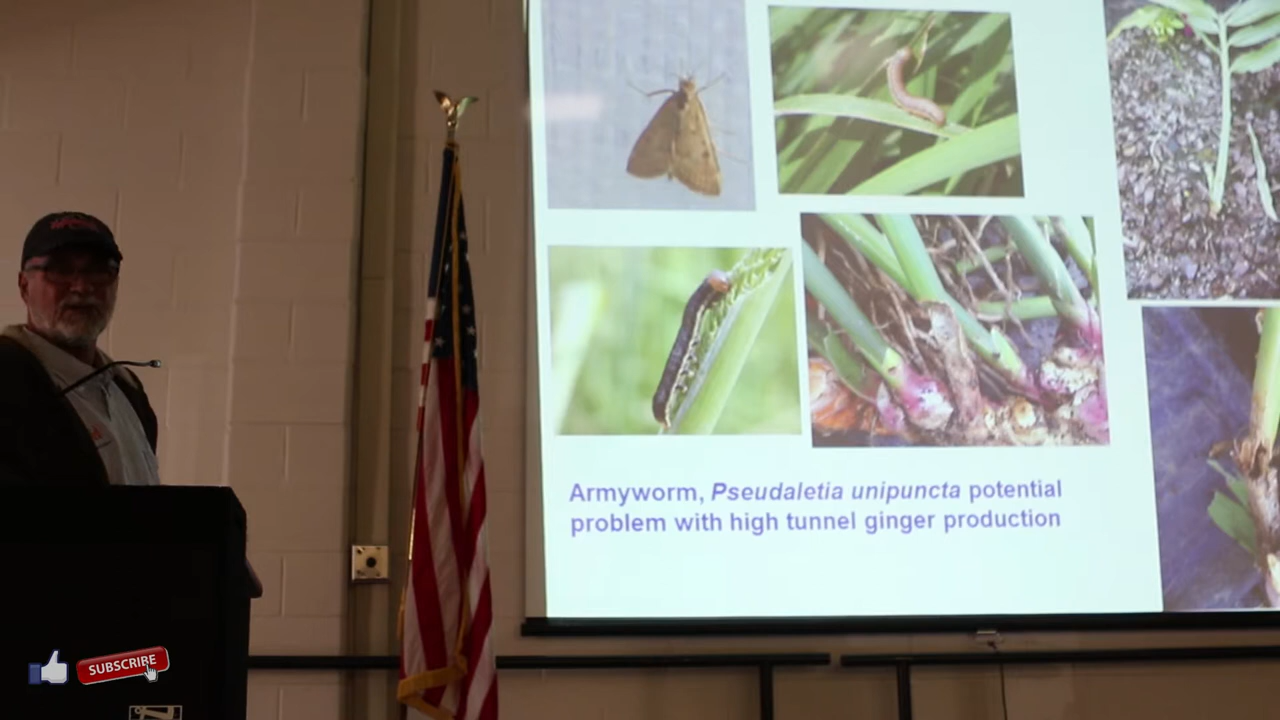 Armyworm, Pseudaletia unipuncta potential
problem with high tunnel ginger production
SUBSCRIBE